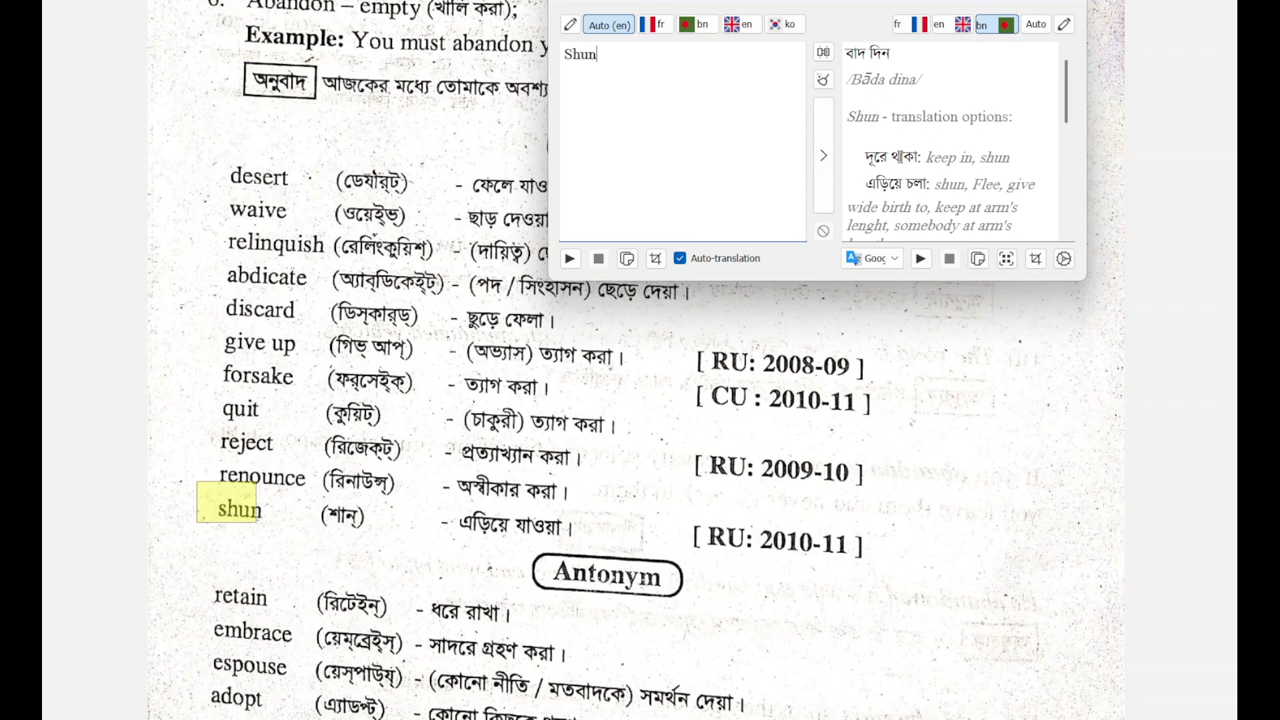 6. Abandon – empty (খালি করা);
Example: You must abandon y
অনুবাদ আজকের মধ্যে তোমাকে অবশ্য
desert (ডেযার্ট) - ফেলে যাও
waive (ওয়েইভ্) - ছাড় দেওয়া
relinquish (রেলিংকুয়িশ্) - (দায়িত্ব)
abdicate (অ্যাব্‌ডিকেইট্) - (পদ / সিংহাসন) ছেড়ে দেয়া।
discard (ডিস্‌কার্ড্) - ছুড়ে ফেলা।
give up (গিভ্ আপ্) - (অভ্যাস) ত্যাগ করা। [ RU: 2008-09 ]
forsake (ফর্‌সেইক্) - ত্যাগ করা। [ CU : 2010-11 ]
quit (কুয়িট) - (চাকুরী) ত্যাগ করা।
reject (রিজেক্ট্) - প্রত্যাখ্যান করা। [ RU: 2009-10 ]
renounce (রিনাউন্স্) - অস্বীকার করা।
shun (শান্) - এড়িয়ে যাওয়া। [ RU: 2010-11 ]
Antonym
retain (রিটেইন্) - ধরে রাখা।
embrace (য়েম্‌ব্রেইস্) - সাদরে গ্রহণ করা।
espouse (য়েস্‌পাউয্) - (কোনো নীতি / মতবাদকে) সমর্থন দেয়া।
adopt (এ্যাডপ্ট্)
Auto (en) fr bn en ko
fr en bn Auto
Shun
বাদ দিন
/Bāda dina/
Shun - translation options:
দূরে থাকা: keep in, shun
এড়িয়ে চলা: shun, Flee, give
wide birth to, keep at arm's
lenght, somebody at arm's
Auto-translation
Goog